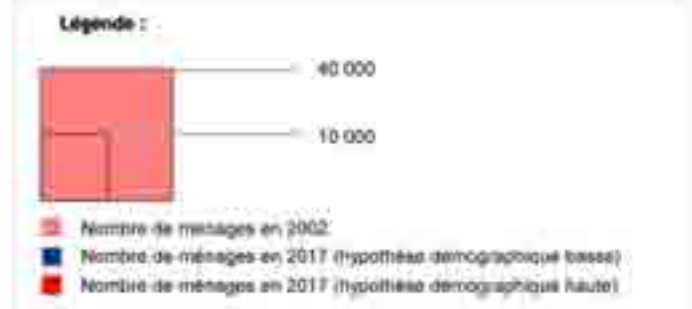 Légende :
40 000
10 000
Nombre de ménages en 2002
Nombre de ménages en 2017 (hypothèse démographique basse)
Nombre de ménages en 2017 (hypothèse démographique haute)